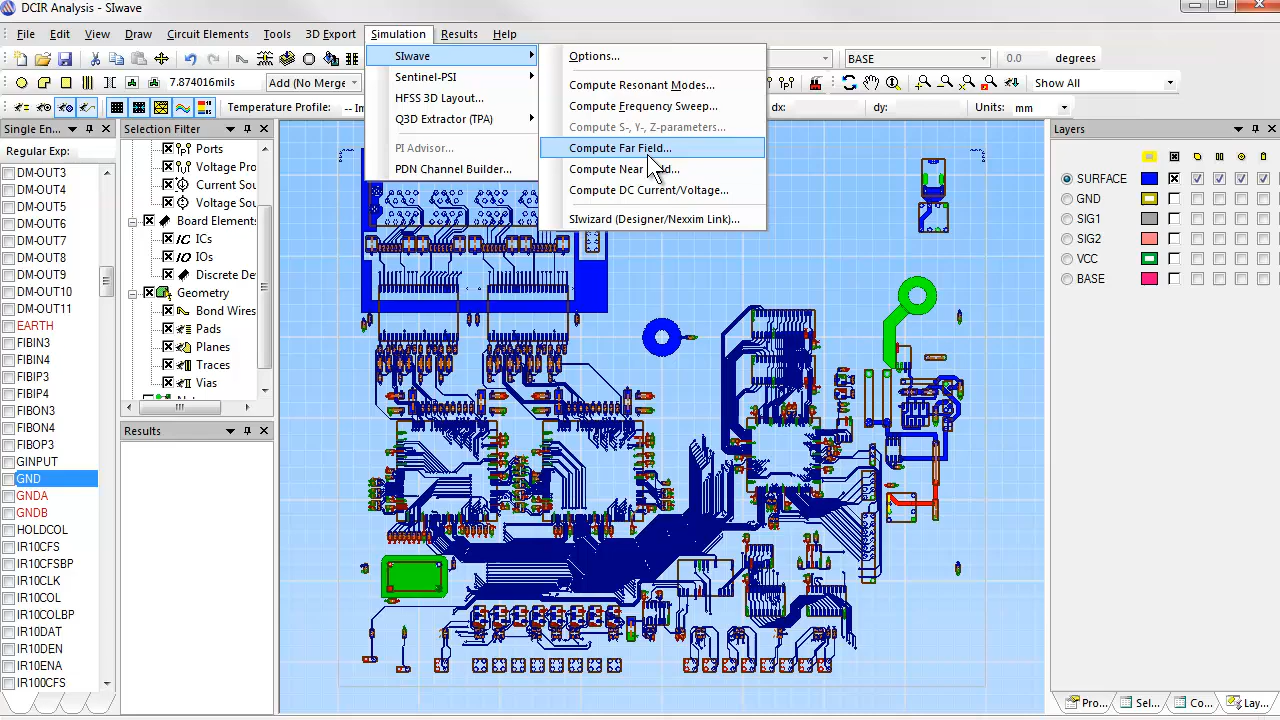 DCIR Analysis - SIwave
File Edit View Draw Circuit Elements Tools 3D Export Simulation Results Help
BASE 0.0 degrees
7.874016mils Add (No Merge Show All
Temperature Profile: -- In dx: dy: Units: mm
SIwave
Sentinel-PSI
HFSS 3D Layout...
Q3D Extractor (TPA)
PI Advisor...
PDN Channel Builder...
Options...
Compute Resonant Modes...
Compute Frequency Sweep...
Compute S-, Y-, Z-parameters...
Compute Far Field...
Compute Near
Compute DC Current/Voltage...
SIwizard (Designer/Nexxim Link)...
Single En...
Regular Exp:
DM-OUT3
DM-OUT4
DM-OUT5
DM-OUT6
DM-OUT7
DM-OUT8
DM-OUT9
DM-OUT10
DM-OUT11
EARTH
FIBIN3
FIBIN4
FIBIP3
FIBIP4
FIBON3
FIBON4
FIBOP3
GINPUT
GND
GNDA
GNDB
HOLDCOL
IR10CFS
IR10CFSBP
IR10CLK
IR10COL
IR10COLBP
IR10DAT
IR10DEN
IR10ENA
IR100CFS
Selection Filter
Ports
Voltage Pro
Current Sou
Voltage Sou
Board Elements
ICs
IOs
Discrete De
Geometry
Bond Wires
Pads
Planes
Traces
Vias
Results
Layers
SURFACE
GND
SIG1
SIG2
VCC
BASE
Pro... Sel... Co... Lay...